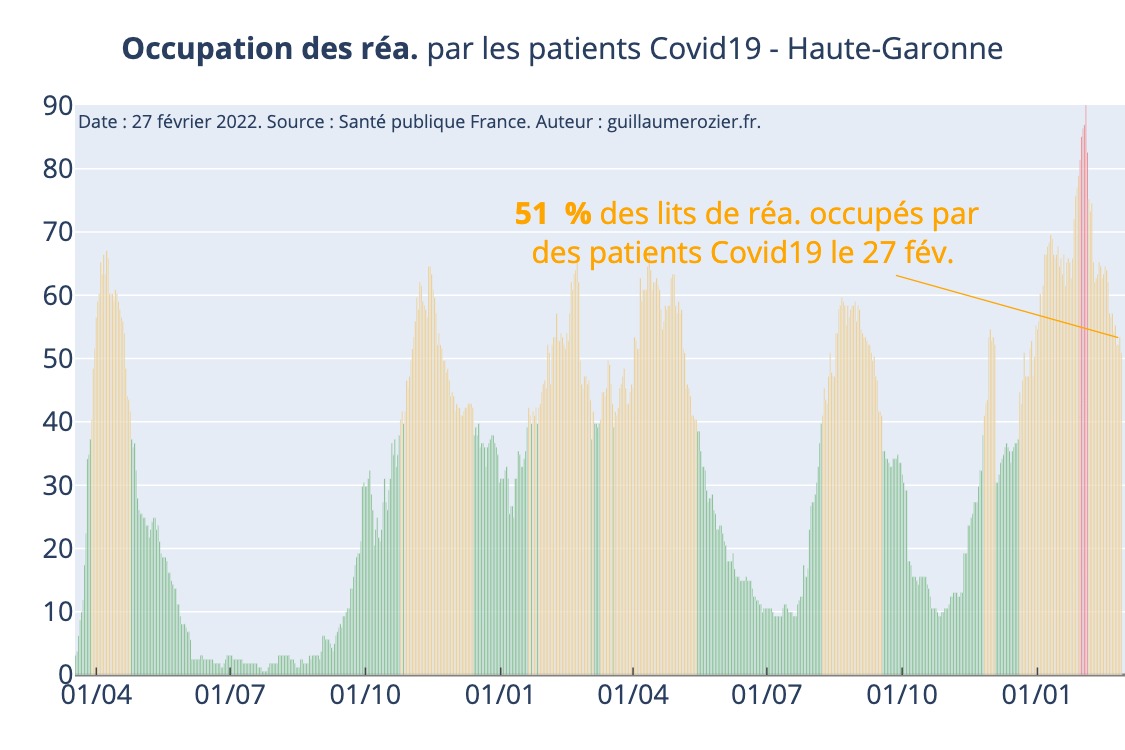 Occupation des réa. par les patients Covid19 - Haute-Garonne
90
Date : 27 février 2022. Source : Santé publique France. Auteur : guillaumerozier.fr.
80
51 % des lits de réa. occupés par
70
des patients Covid19 le 27 fév.
60
50
40
30
20
10
0
01/04 01/07 01/10 01/01 01/04 01/07 01/10 01/01